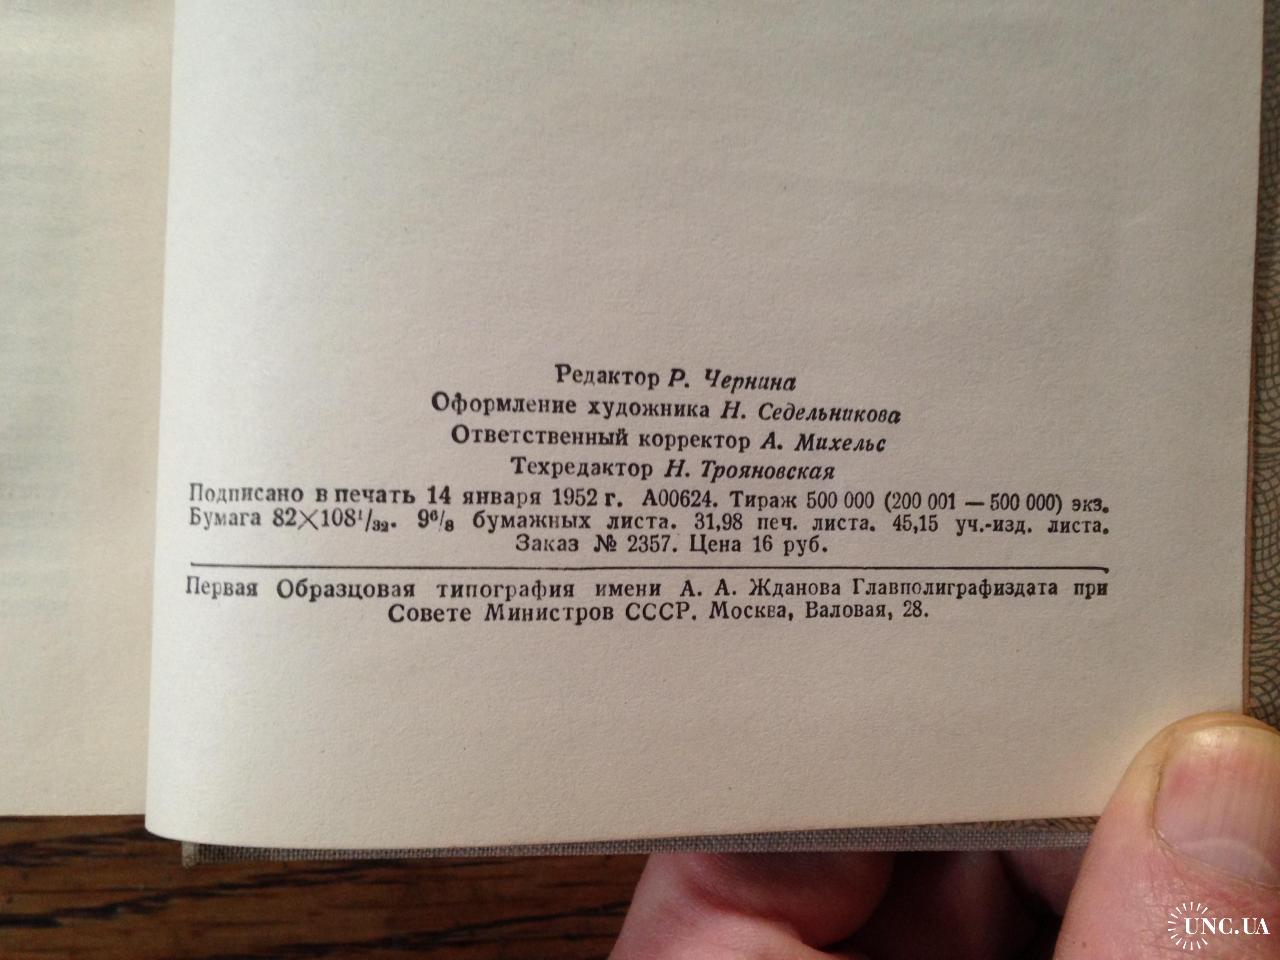 Редактор Р. Чернина
Оформление художника Н. Седельникова
Ответственный корректор А. Михельс
Техредактор Н. Трояновская
Подписано в печать 14 января 1952 г. А00624. Тираж 500 000 (200 001 — 500 000) экз.
Бумага 82×108¹/₃₂. 9⁶/₈ бумажных листа. 31,98 печ. листа. 45,15 уч.-изд. листа.
Заказ № 2357. Цена 16 руб.
Первая Образцовая типография имени А. А. Жданова Главполиграфиздата при
Совете Министров СССР. Москва, Валовая, 28.
UNC.UA